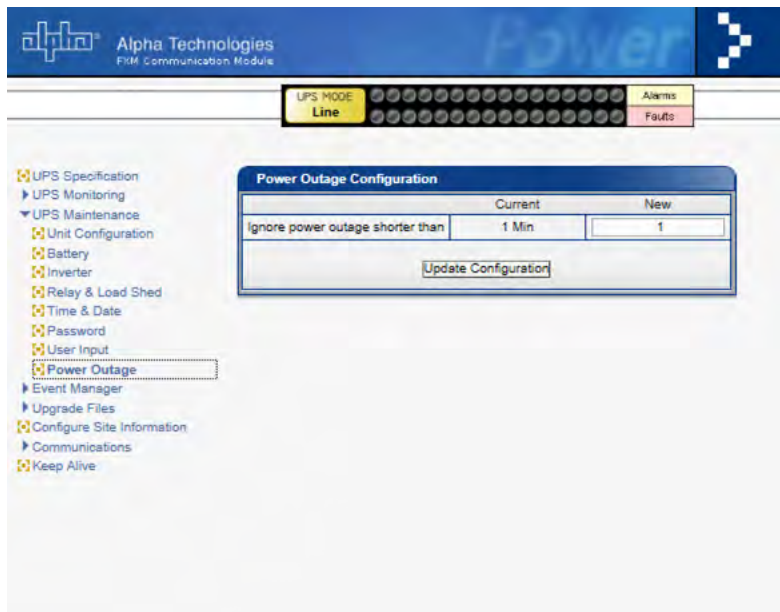 alpha®
Alpha Technologies
FXM Communication Module
Power
UPS MODE
Line
Alarms
Faults
UPS Specification
UPS Monitoring
UPS Maintenance
Unit Configuration
Battery
Inverter
Relay & Load Shed
Time & Date
Password
User Input
Power Outage
Event Manager
Upgrade Files
Configure Site Information
Communications
Keep Alive
Power Outage Configuration
Current New
Ignore power outage shorter than 1 Min 1
Update Configuration